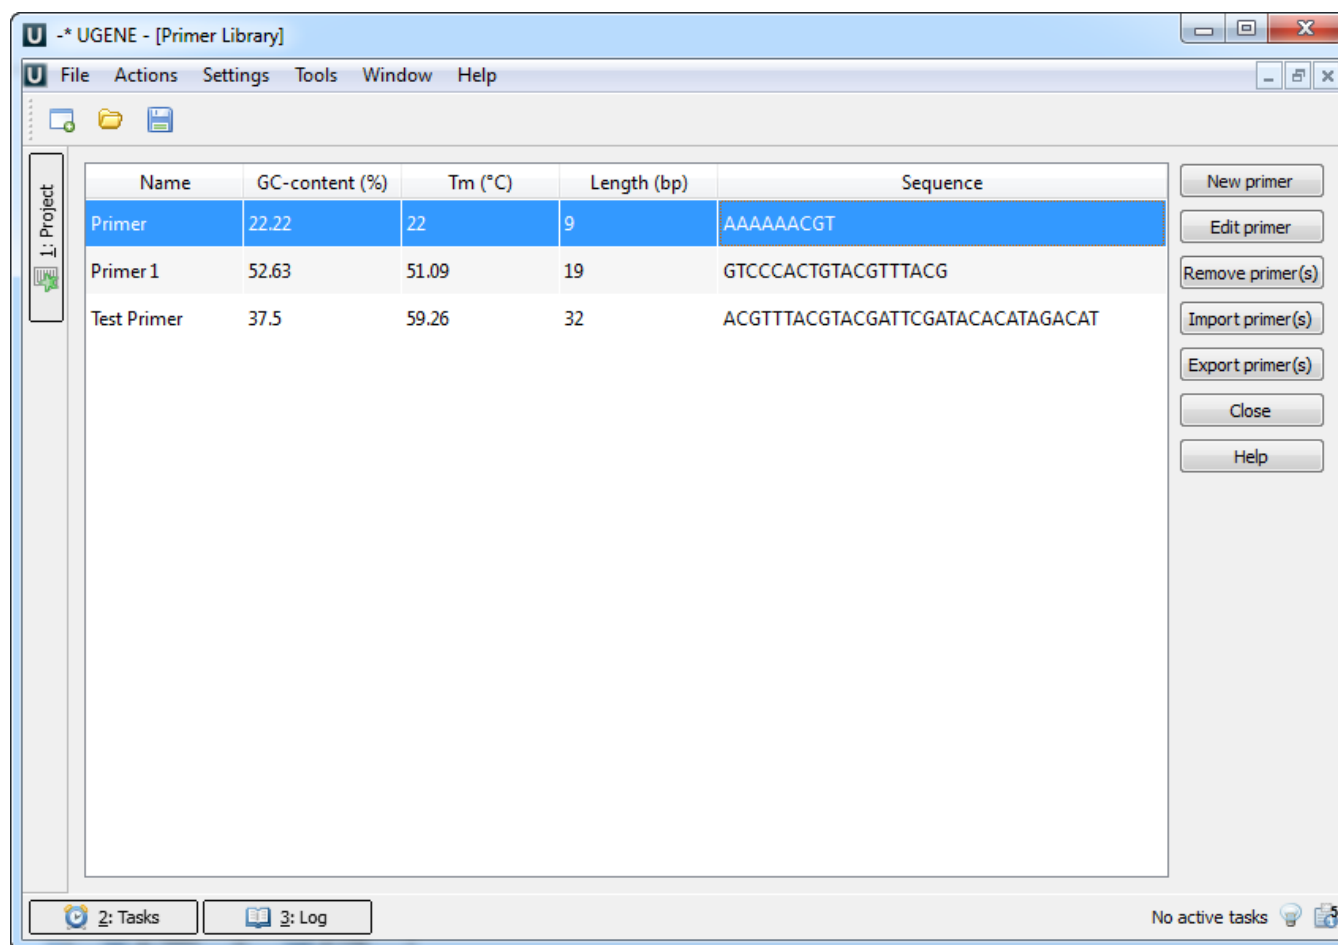 U -* UGENE - [Primer Library]
U File Actions Settings Tools Window Help
1: Project
Name GC-content (%) Tm (°C) Length (bp) Sequence
Primer 22.22 22 9 AAAAAACGT
Primer 1 52.63 51.09 19 GTCCCACTGTACGTTTACG
Test Primer 37.5 59.26 32 ACGTTTACGTACGATTCGATACACATAGACAT
New primer
Edit primer
Remove primer(s)
Import primer(s)
Export primer(s)
Close
Help
2: Tasks 3: Log No active tasks 5